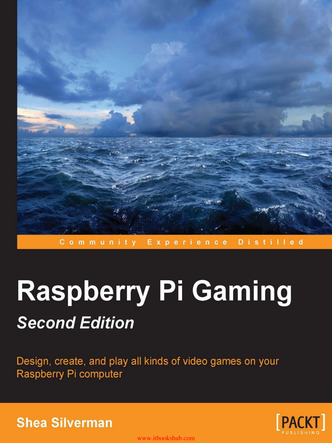 Community Experience Distilled
Raspberry Pi Gaming
Second Edition
Design, create, and play all kinds of video games on your
Raspberry Pi computer
Shea Silverman
[PACKT]
PUBLISHING
www.itbookshub.com